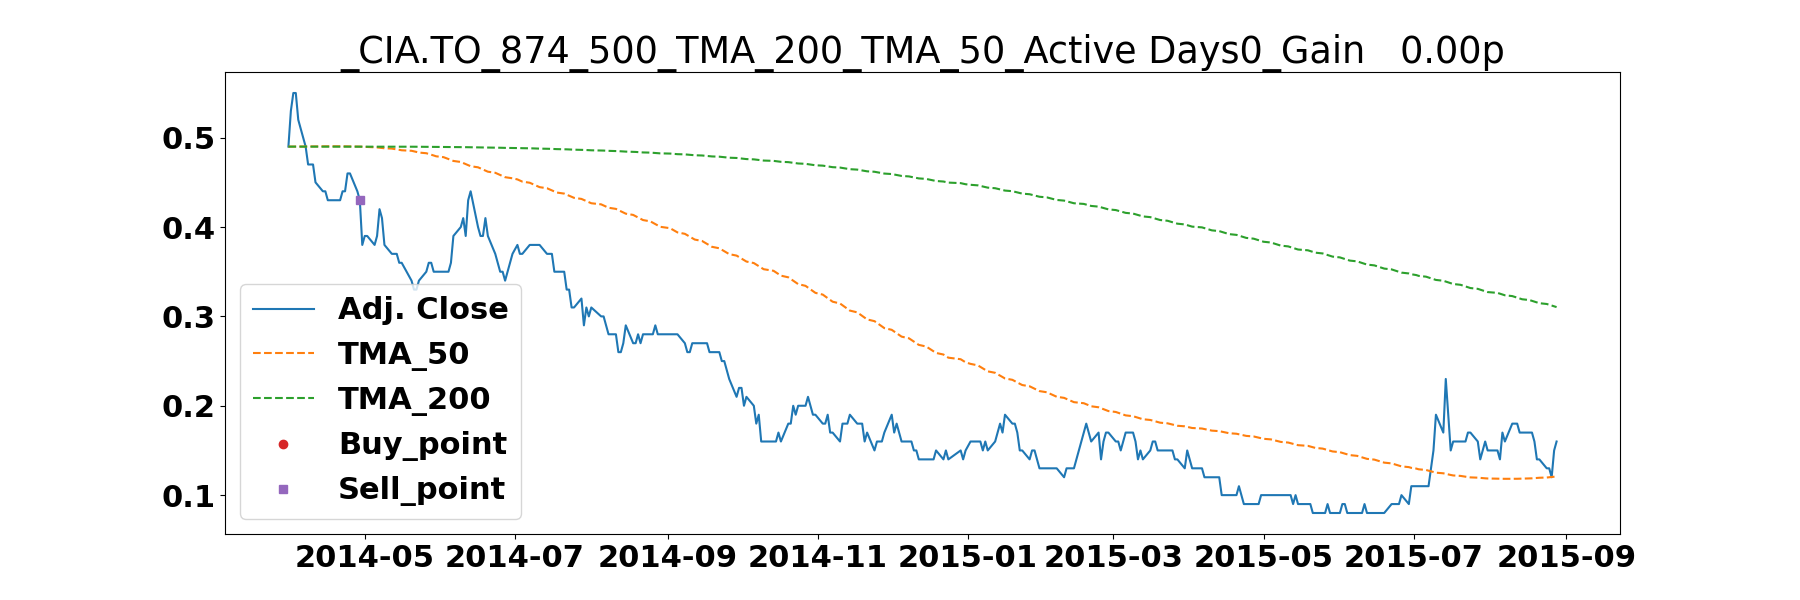 _CIA.TO_874_500_TMA_200_TMA_50_Active Days0_Gain   0.00p
0.5
0.4
0.3
0.2
0.1
Adj. Close
TMA_50
TMA_200
Buy_point
Sell_point
2014-05 2014-07 2014-09 2014-11 2015-01 2015-03 2015-05 2015-07 2015-09